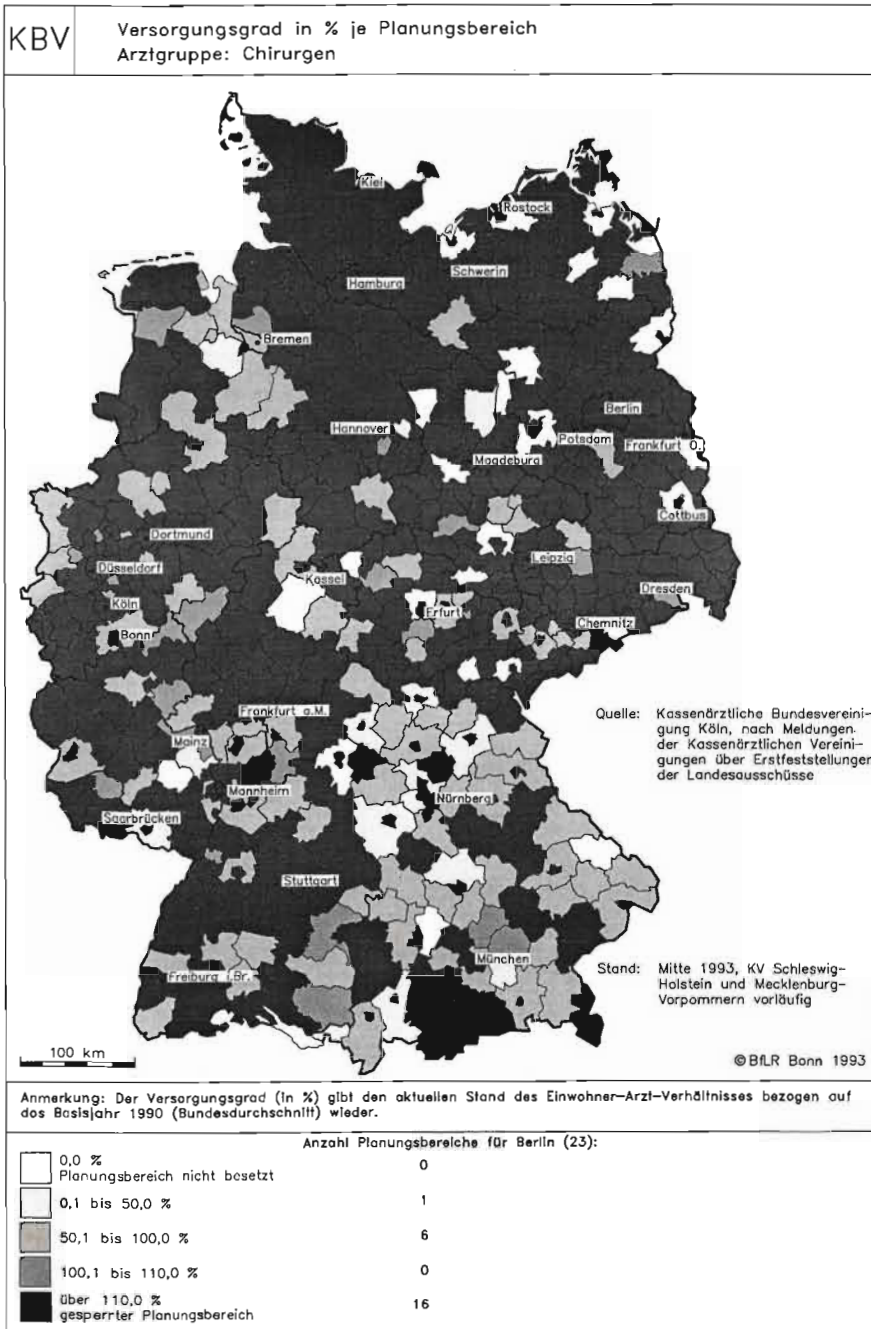 KBV
Versorgungsgrad in % je Planungsbereich
Arztgruppe: Chirurgen
Kiel
Rostock
Schwerin
Hamburg
Bremen
Berlin
Hannover
Potsdam
Frankfurt O.
Magdeburg
Cottbus
Dortmund
Leipzig
Düsseldorf
Kassel
Dresden
Köln
Erfurt
Chemnitz
Bonn
Frankfurt a.M.
Quelle: Kassenärztliche Bundesvereini-
gung Köln, nach Meldungen
der Kassenärztlichen Vereini-
gungen über Erstfeststellungen
der Landesausschüsse
Mainz
Mannheim
Nürnberg
Saarbrücken
Stuttgart
München
Freiburg i.Br.
Stand: Mitte 1993, KV Schleswig-
Holstein und Mecklenburg-
Vorpommern vorläufig
100 km
©BfLR Bonn 1993
Anmerkung: Der Versorgungsgrad (in %) gibt den aktuellen Stand des Einwohner-Arzt-Verhältnisses bezogen auf
das Basisjahr 1990 (Bundesdurchschnitt) wieder.
Anzahl Planungsbereiche für Berlin (23):
0,0 %
Planungsbereich nicht besetzt
0
0,1 bis 50,0 %
1
50,1 bis 100,0 %
6
100,1 bis 110,0 %
0
über 110,0 %
gesperrter Planungsbereich
16